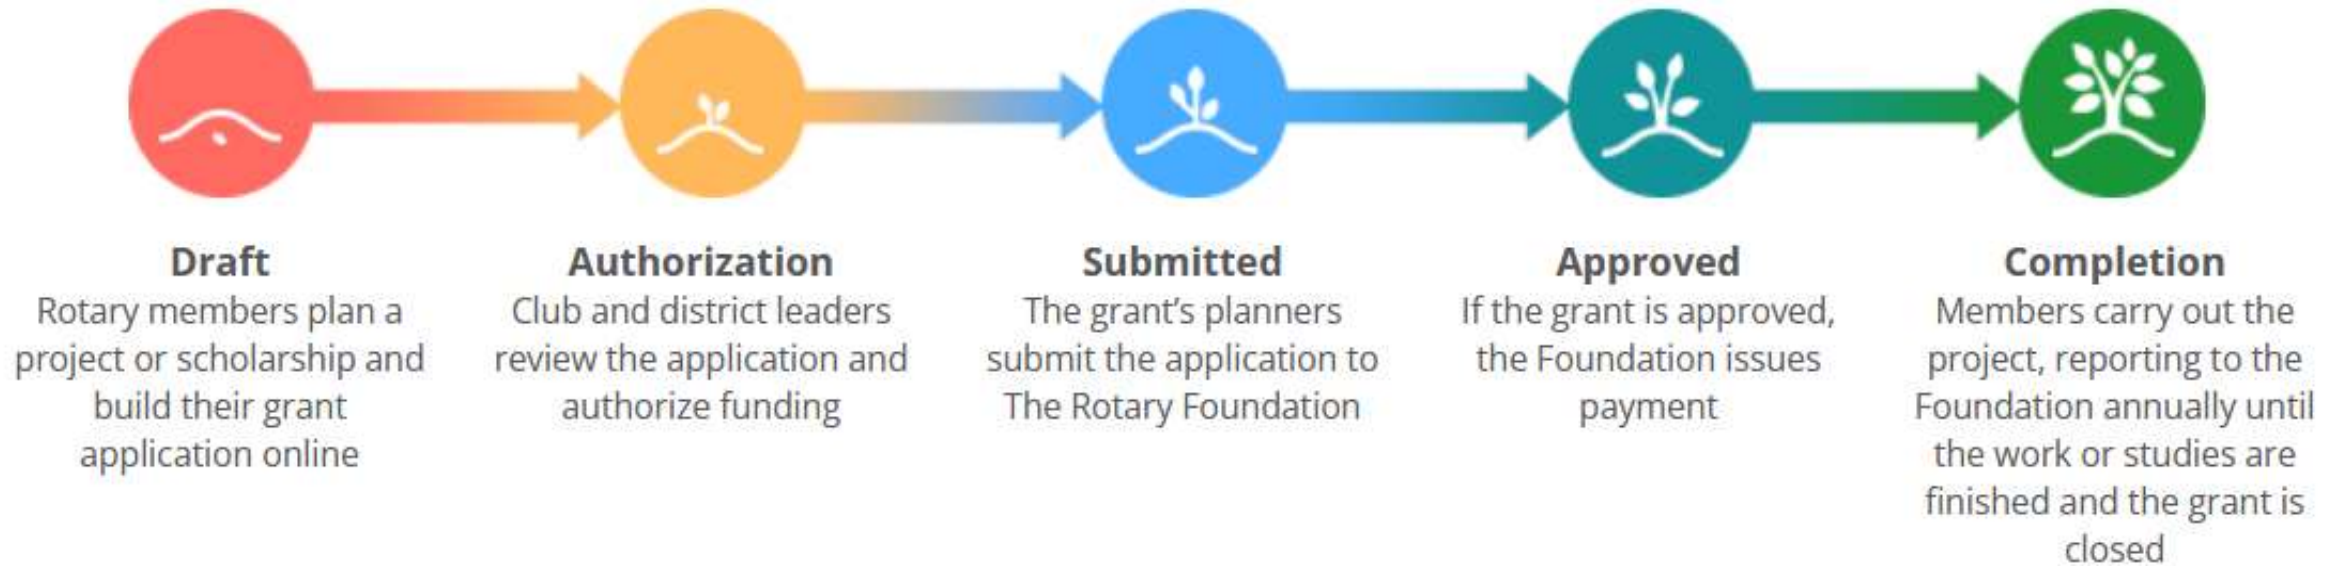 Draft
Rotary members plan a
project or scholarship and
build their grant
application online
Authorization
Club and district leaders
review the application and
authorize funding
Submitted
The grant’s planners
submit the application to
The Rotary Foundation
Approved
If the grant is approved,
the Foundation issues
payment
Completion
Members carry out the
project, reporting to the
Foundation annually until
the work or studies are
finished and the grant is
closed